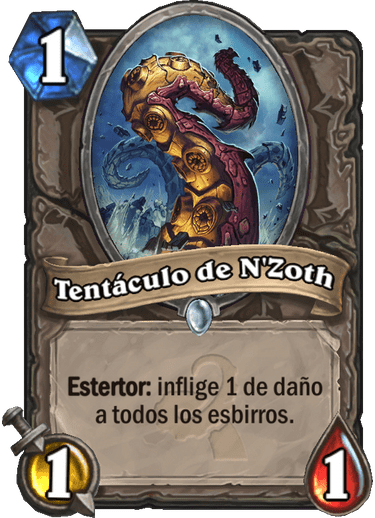 1
Tentáculo de N'Zoth
Estertor: inflige 1 de daño
a todos los esbirros.
1
1